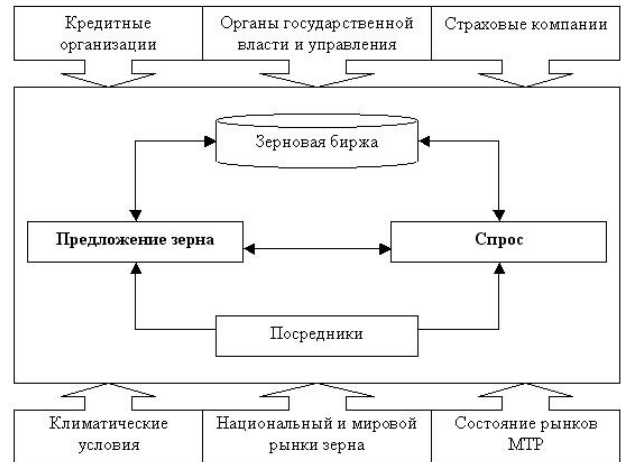 Кредитные
организации
Органы государственной
власти и управления
Страховые компании
Зерновая биржа
Предложение зерна
Спрос
Посредники
Климатические
условия
Национальный и мировой
рынки зерна
Состояние рынков
МТР